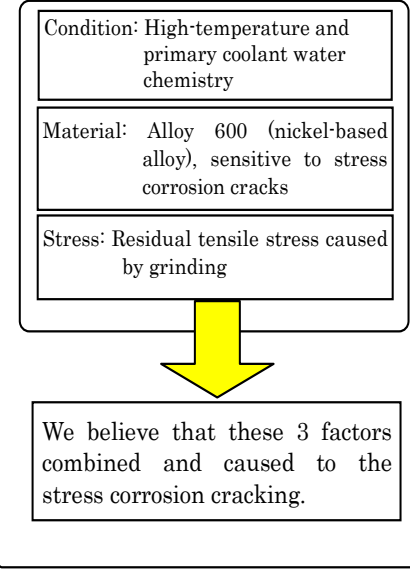 Condition: High-temperature and
primary coolant water
chemistry
Material: Alloy 600 (nickel-based
alloy), sensitive to stress
corrosion cracks
Stress: Residual tensile stress caused
by grinding
We believe that these 3 factors
combined and caused to the
stress corrosion cracking.